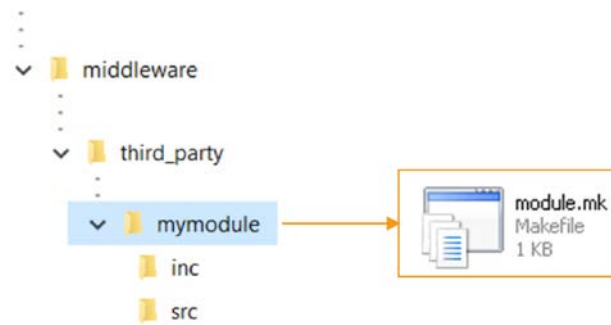 middleware
third_party
mymodule
module.mk
Makefile
1 KB
inc
src